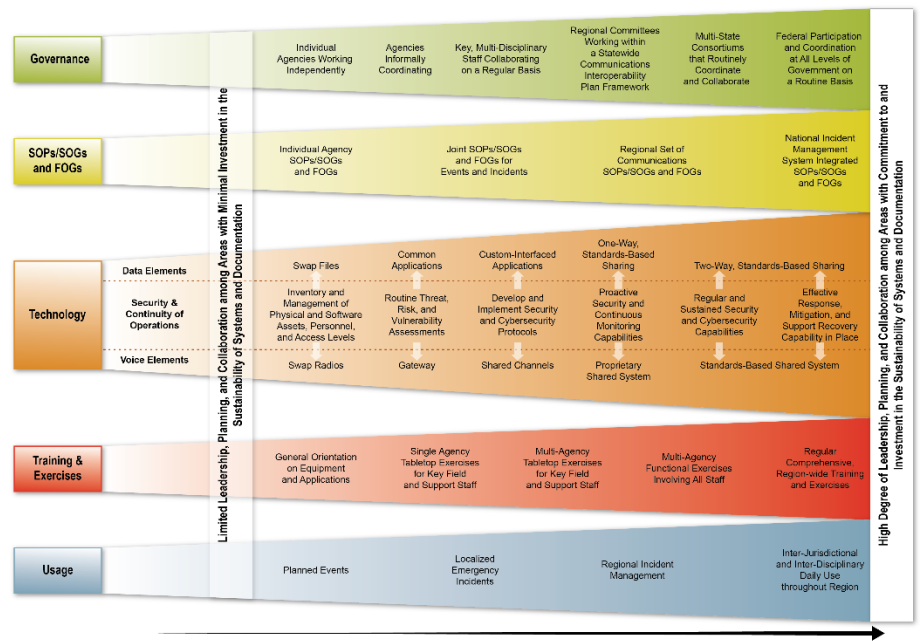 Governance
Individual
Agencies Working
Independently
Agencies
Informally
Coordinating
Key, Multi-Disciplinary
Staff Collaborating
on a Regular Basis
Regional Committees
Working within
a Statewide
Communications
Interoperability
Plan Framework
Multi-State
Consortiums
that Routinely
Coordinate
and Collaborate
Federal Participation
and Coordination
at All Levels of
Government on
a Routine Basis
SOPs/SOGs
and FOGs
Individual Agency
SOPs/SOGs
and FOGs
Joint SOPs/SOGs
and FOGs for
Events and Incidents
Regional Set of
Communications
SOPs/SOGs and FOGs
National Incident
Management
System Integrated
SOPs/SOGs
and FOGs
Technology
Data Elements
Swap Files
Common
Applications
Custom-Interfaced
Applications
One-Way,
Standards-Based
Sharing
Two-Way, Standards-Based Sharing
Security &
Continuity of
Operations
Inventory and
Management of
Physical and Software
Assets, Personnel,
and Access Levels
Routine Threat,
Risk, and
Vulnerability
Assessments
Develop and
Implement Security
and Cybersecurity
Protocols
Proactive
Security and
Continuous
Monitoring
Capabilities
Regular and
Sustained Security
and Cybersecurity
Capabilities
Effective
Response,
Mitigation, and
Support Recovery
Capability in Place
Voice Elements
Swap Radios
Gateway
Shared Channels
Proprietary
Shared System
Standards-Based Shared System
Training &
Exercises
General Orientation
on Equipment
and Applications
Single Agency
Tabletop Exercises
for Key Field
and Support Staff
Multi-Agency
Tabletop Exercises
for Key Field
and Support Staff
Multi-Agency
Functional Exercises
Involving All Staff
Regular
Comprehensive,
Region-wide Training
and Exercises
Usage
Planned Events
Localized
Emergency
Incidents
Regional Incident
Management
Inter-Jurisdictional
and Inter-Disciplinary
Daily Use
throughout Region
Limited Leadership, Planning, and Collaboration among Areas with Minimal Investment in the
Sustainability of Systems and Documentation
High Degree of Leadership, Planning, and Collaboration among Areas with Commitment to and
Investment in the Sustainability of Systems and Documentation